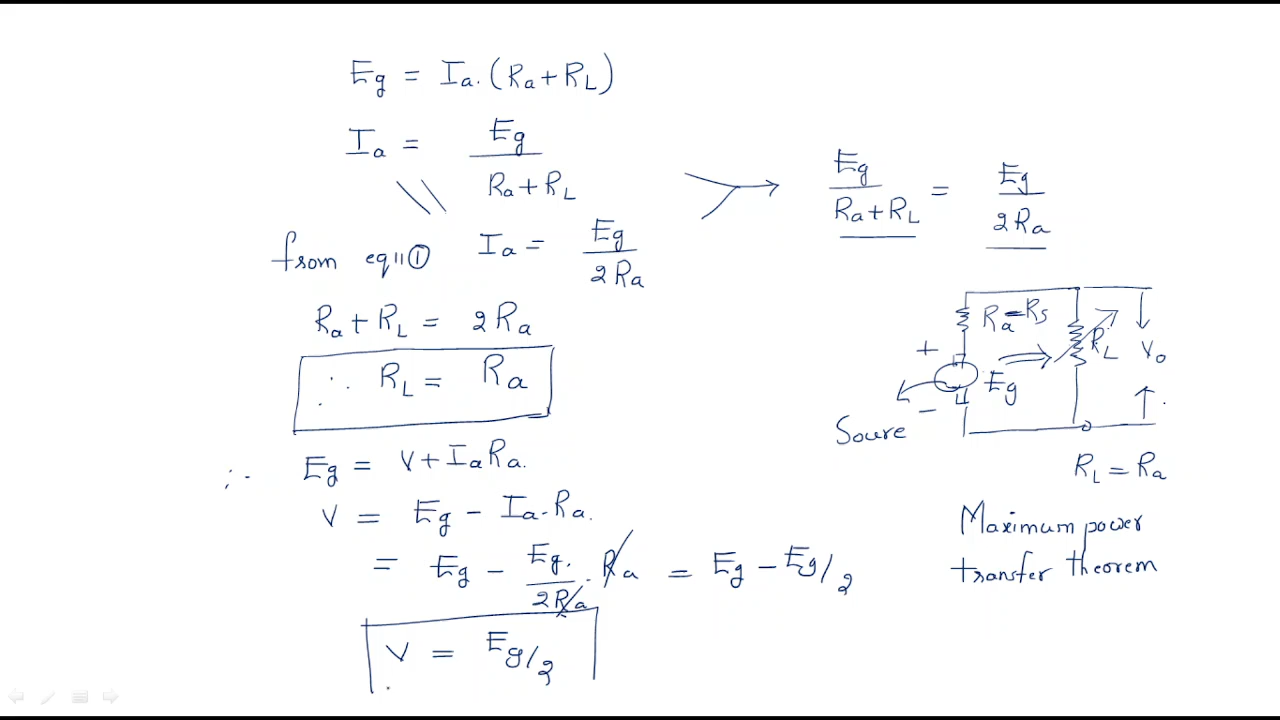 Eg = Ia. (Ra + RL)
Ia = Eg / Ra + RL
from eqn ① Ia = Eg / 2Ra
Eg / Ra + RL = Eg / 2Ra
Ra + RL = 2Ra
∴ RL = Ra
∴ Eg = V + IaRa.
V = Eg - Ia.Ra.
= Eg - Eg. / 2Ra . Ra = Eg - Eg/2
V = Eg/2
Ra = Rs
+ RL Vo
Eg
-
Soure
RL = Ra
Maximum power
transfer theorem